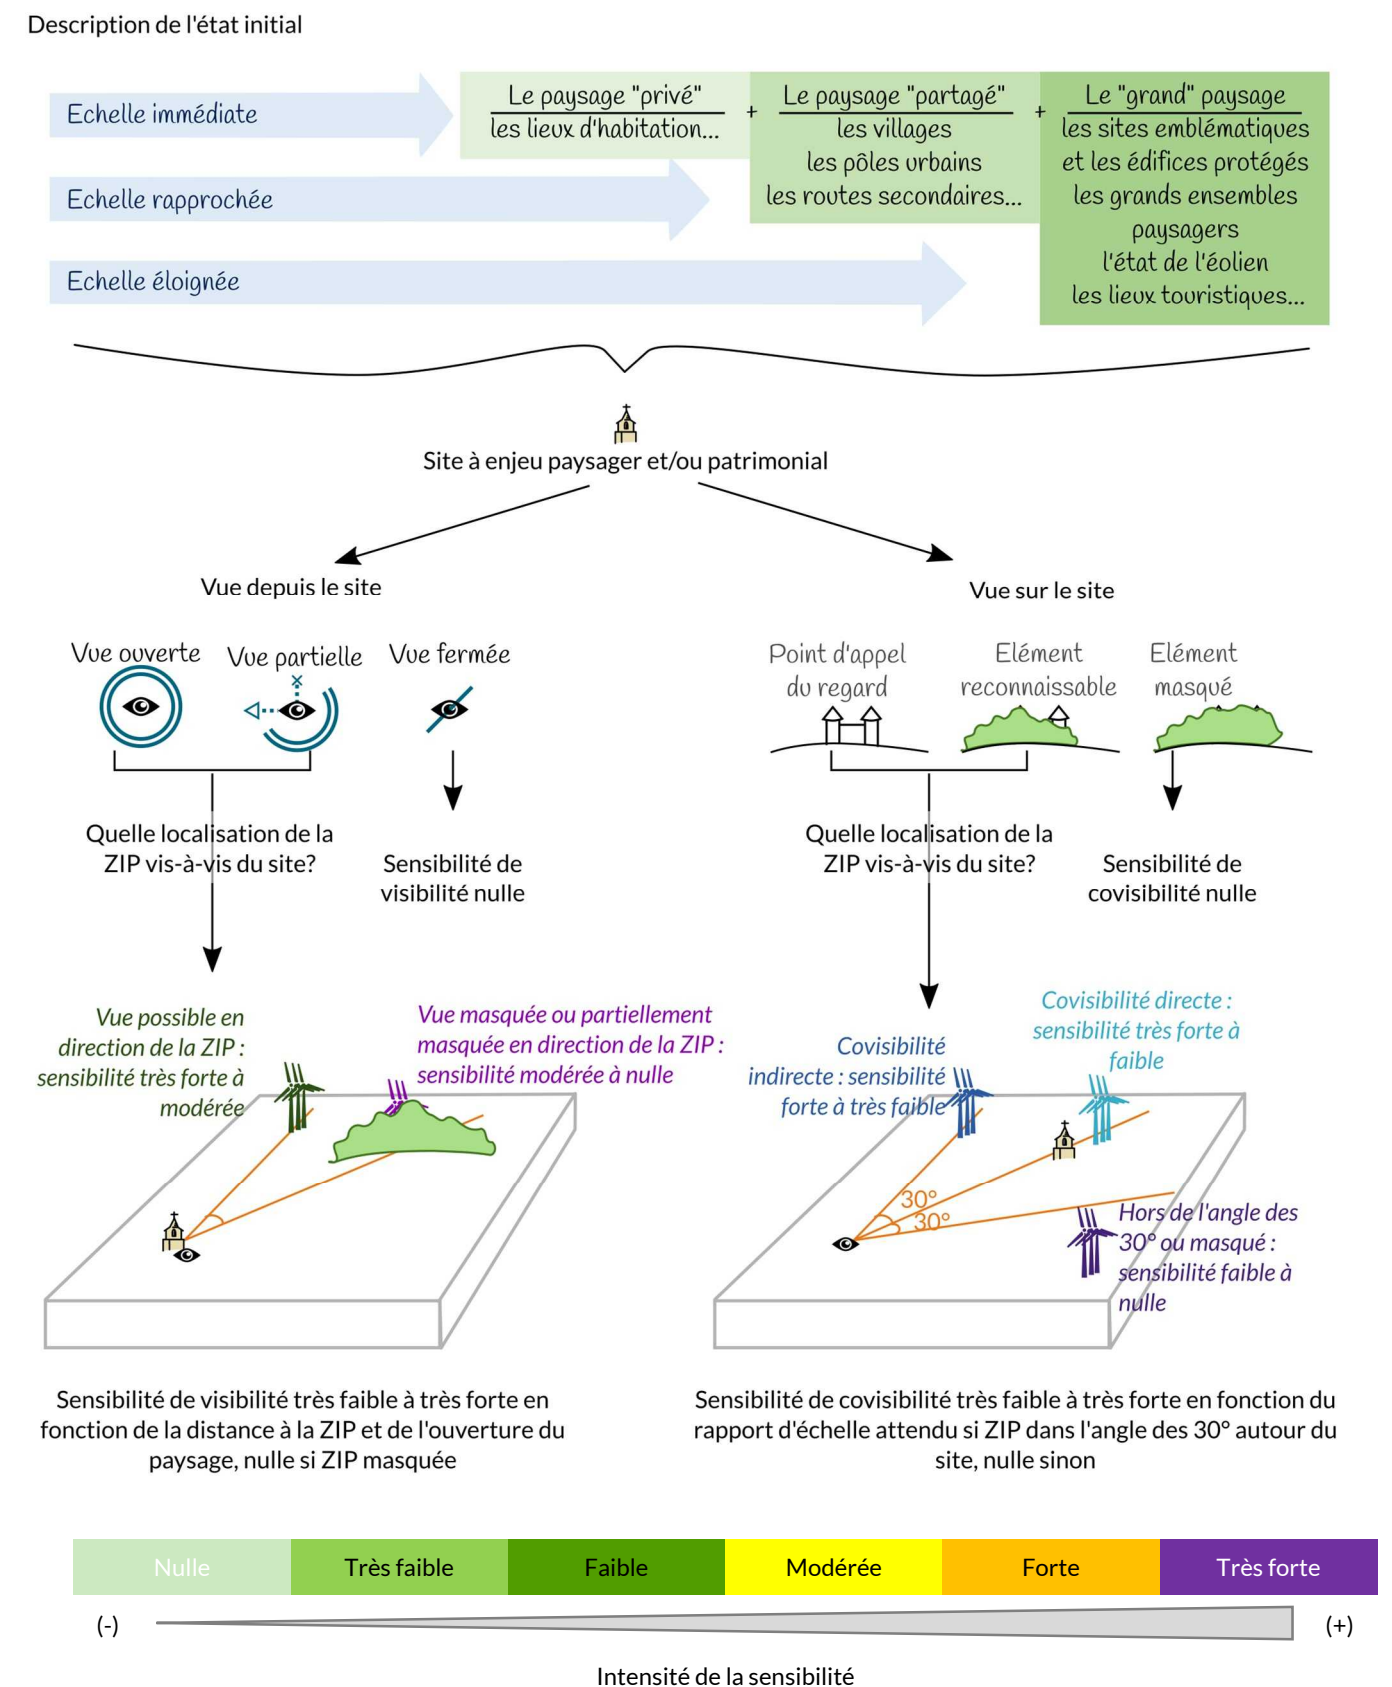 Description de l'état initial
Echelle immédiate
Le paysage "privé"
les lieux d'habitation...
+
Le paysage "partagé"
les villages
les pôles urbains
les routes secondaires...
+
Le "grand" paysage
les sites emblématiques
et les édifices protégés
les grands ensembles
paysagers
l'état de l'éolien
les lieux touristiques...
Echelle rapprochée
Echelle éloignée
Site à enjeu paysager et/ou patrimonial
Vue depuis le site
Vue ouverte
Vue partielle
Vue fermée
Quelle localisation de la
ZIP vis-à-vis du site?
Sensibilité de
visibilité nulle
Vue possible en
direction de la ZIP :
sensibilité très forte à
modérée
Vue masquée ou partiellement
masquée en direction de la ZIP :
sensibilité modérée à nulle
Sensibilité de visibilité très faible à très forte en
fonction de la distance à la ZIP et de l'ouverture du
paysage, nulle si ZIP masquée
Vue sur le site
Point d'appel
du regard
Elément
reconnaissable
Elément
masqué
Quelle localisation de la
ZIP vis-à-vis du site?
Sensibilité de
covisibilité nulle
Covisibilité
indirecte : sensibilité
forte à très faible
Covisibilité directe :
sensibilité très forte à
faible
30°
30°
Hors de l'angle des
30° ou masqué :
sensibilité faible à
nulle
Sensibilité de covisibilité très faible à très forte en fonction du
rapport d'échelle attendu si ZIP dans l'angle des 30° autour du
site, nulle sinon
Nulle
Très faible
Faible
Modérée
Forte
Très forte
(-)
(+)
Intensité de la sensibilité